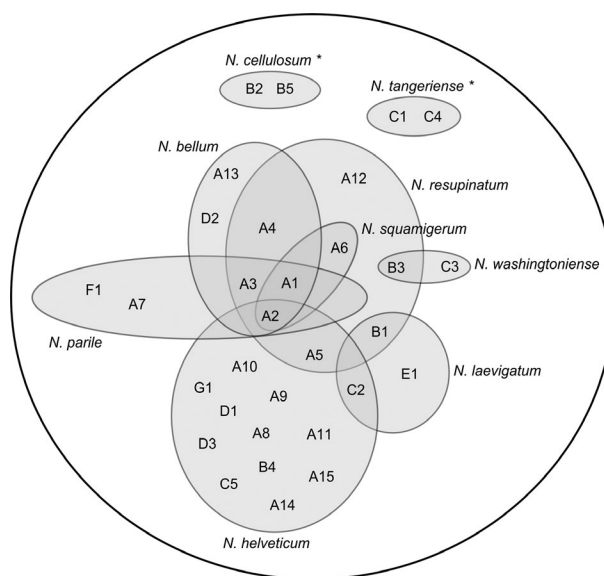 N. cellulosum *
B2 B5
N. tangeriense *
C1 C4
N. bellum
A13
A12
N. resupinatum
D2
A4
N. squamigerum
A6
B3 C3
N. washingtoniense
A3 A1
F1
A7
A2
B1
N. parile
A5
A10
N. laevigatum
E1
G1
A9
C2
D1
A8
A11
D3
B4
C5
A15
A14
N. helveticum